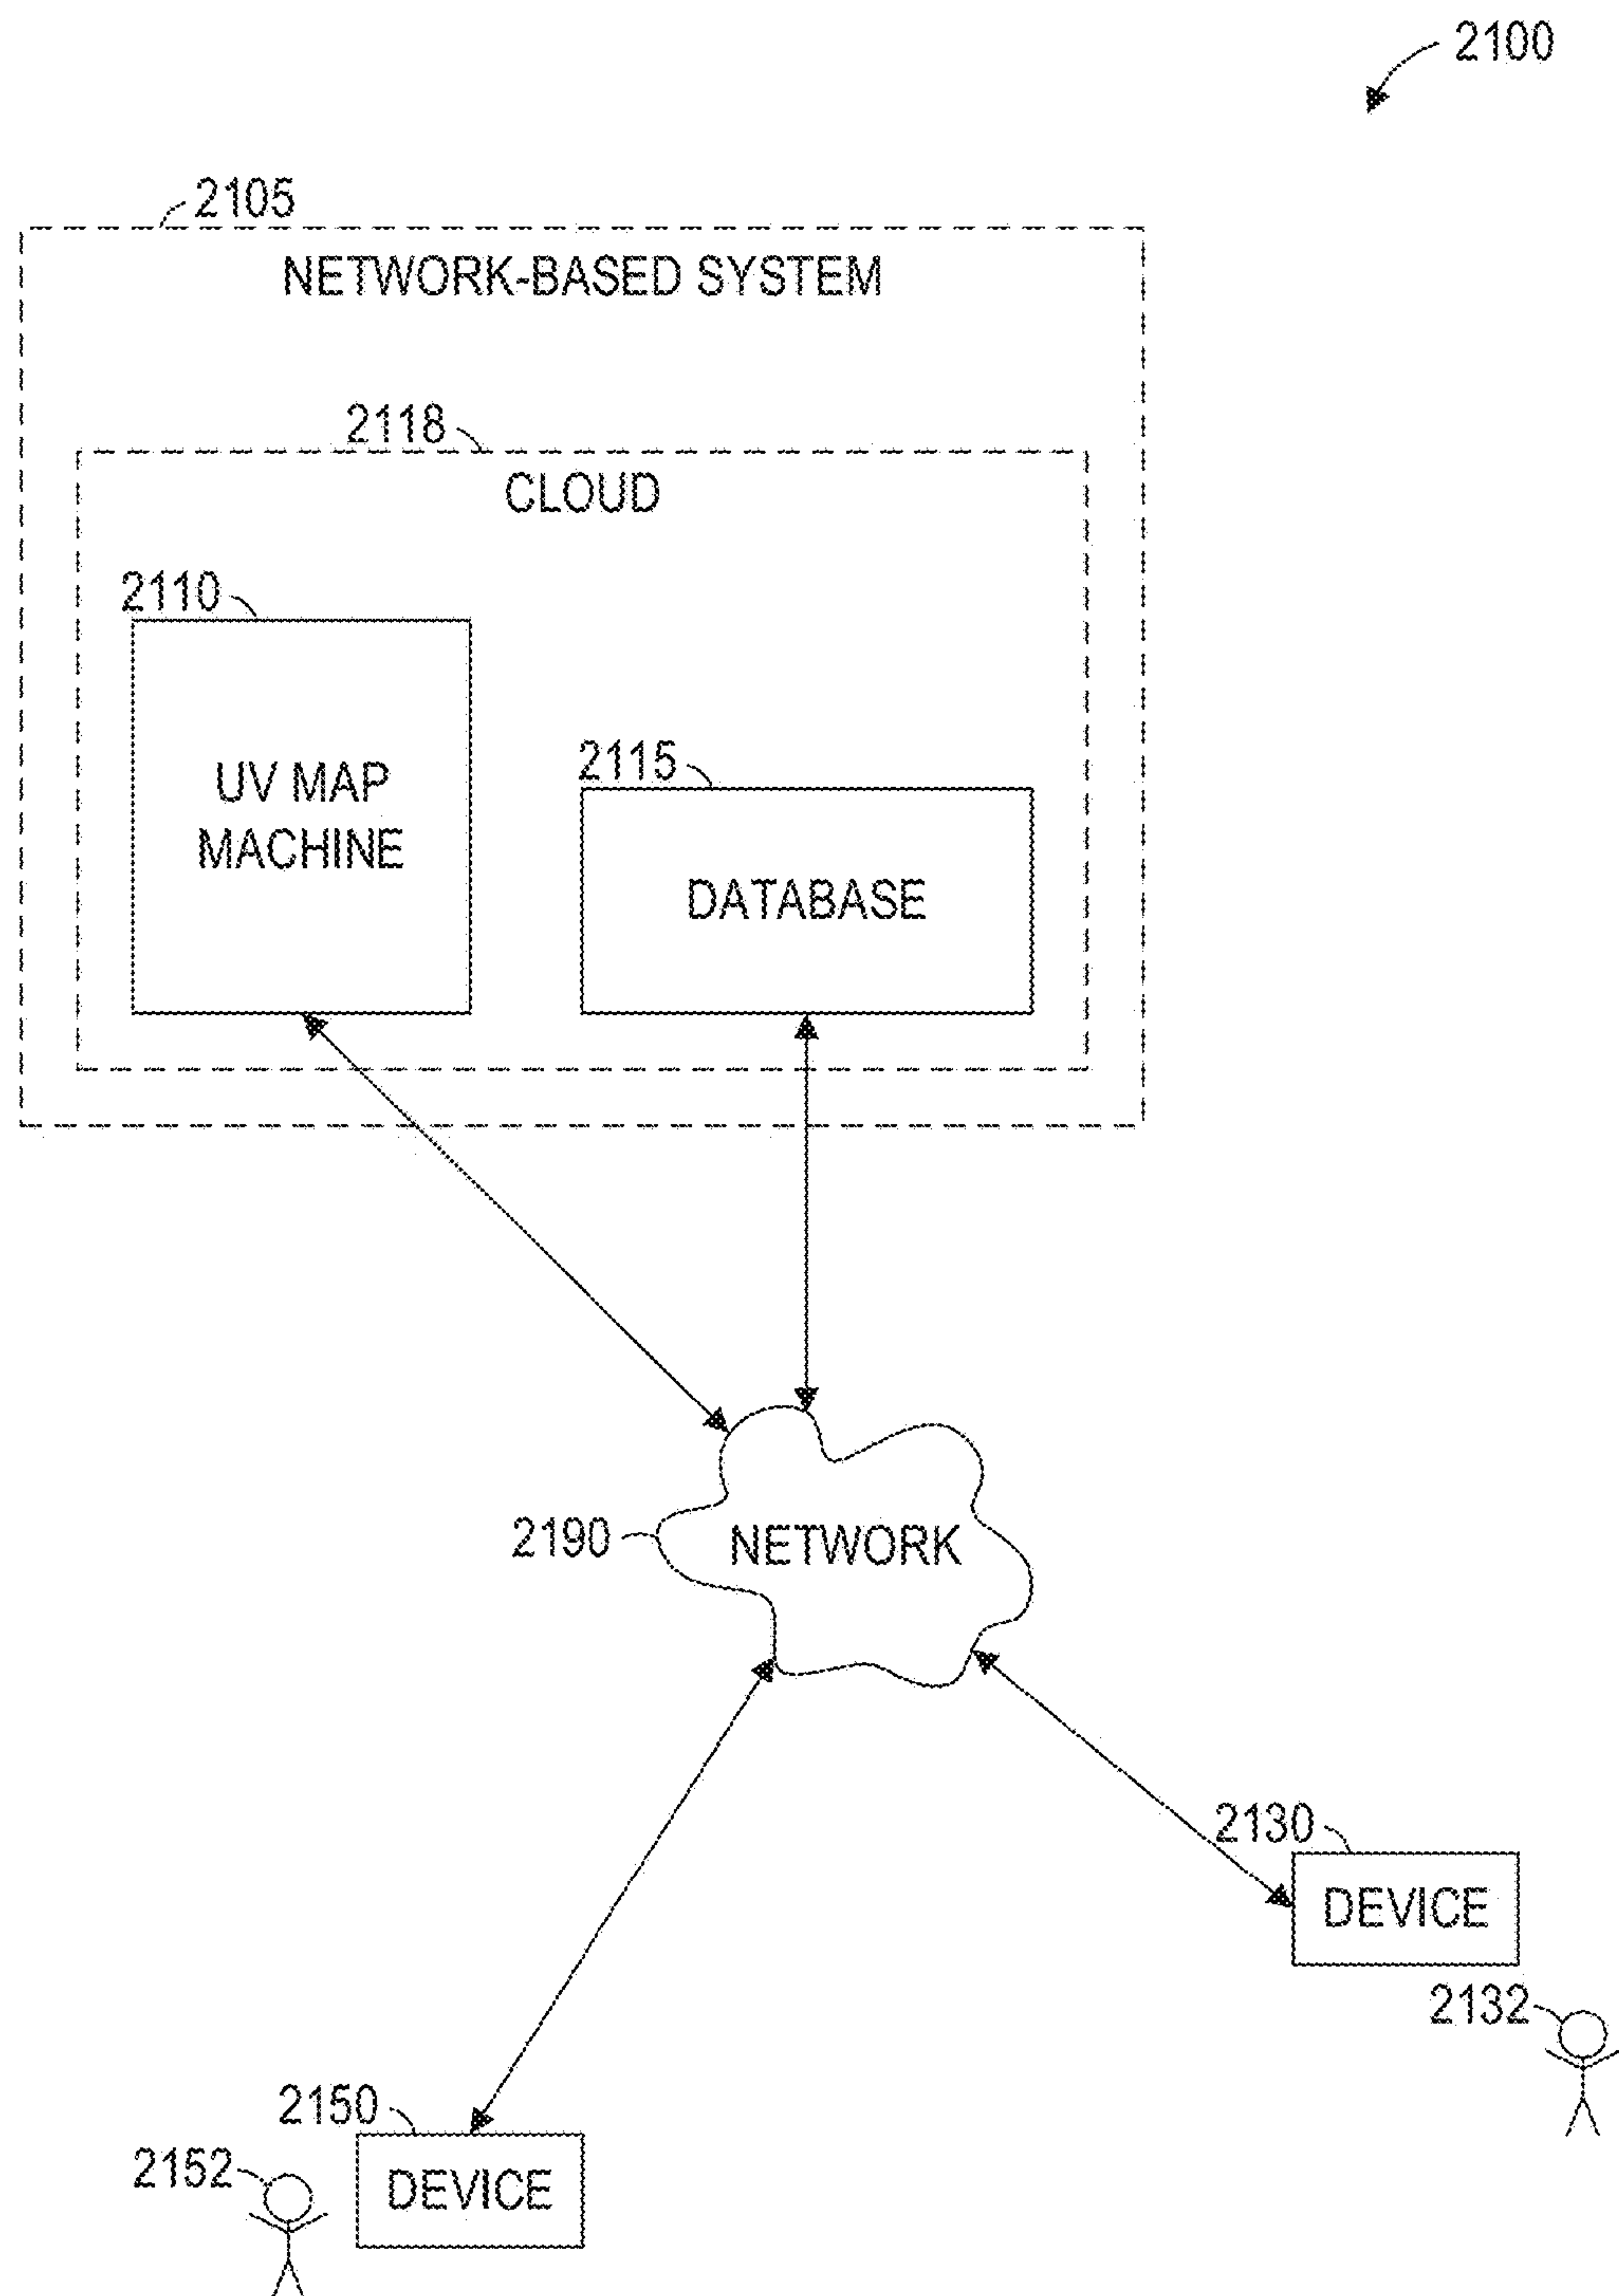 2100
2105
NETWORK-BASED SYSTEM
2118
CLOUD
2110
UV MAP
MACHINE
2115
DATABASE
2190
NETWORK
2130
DEVICE
2132
2150
DEVICE
2152